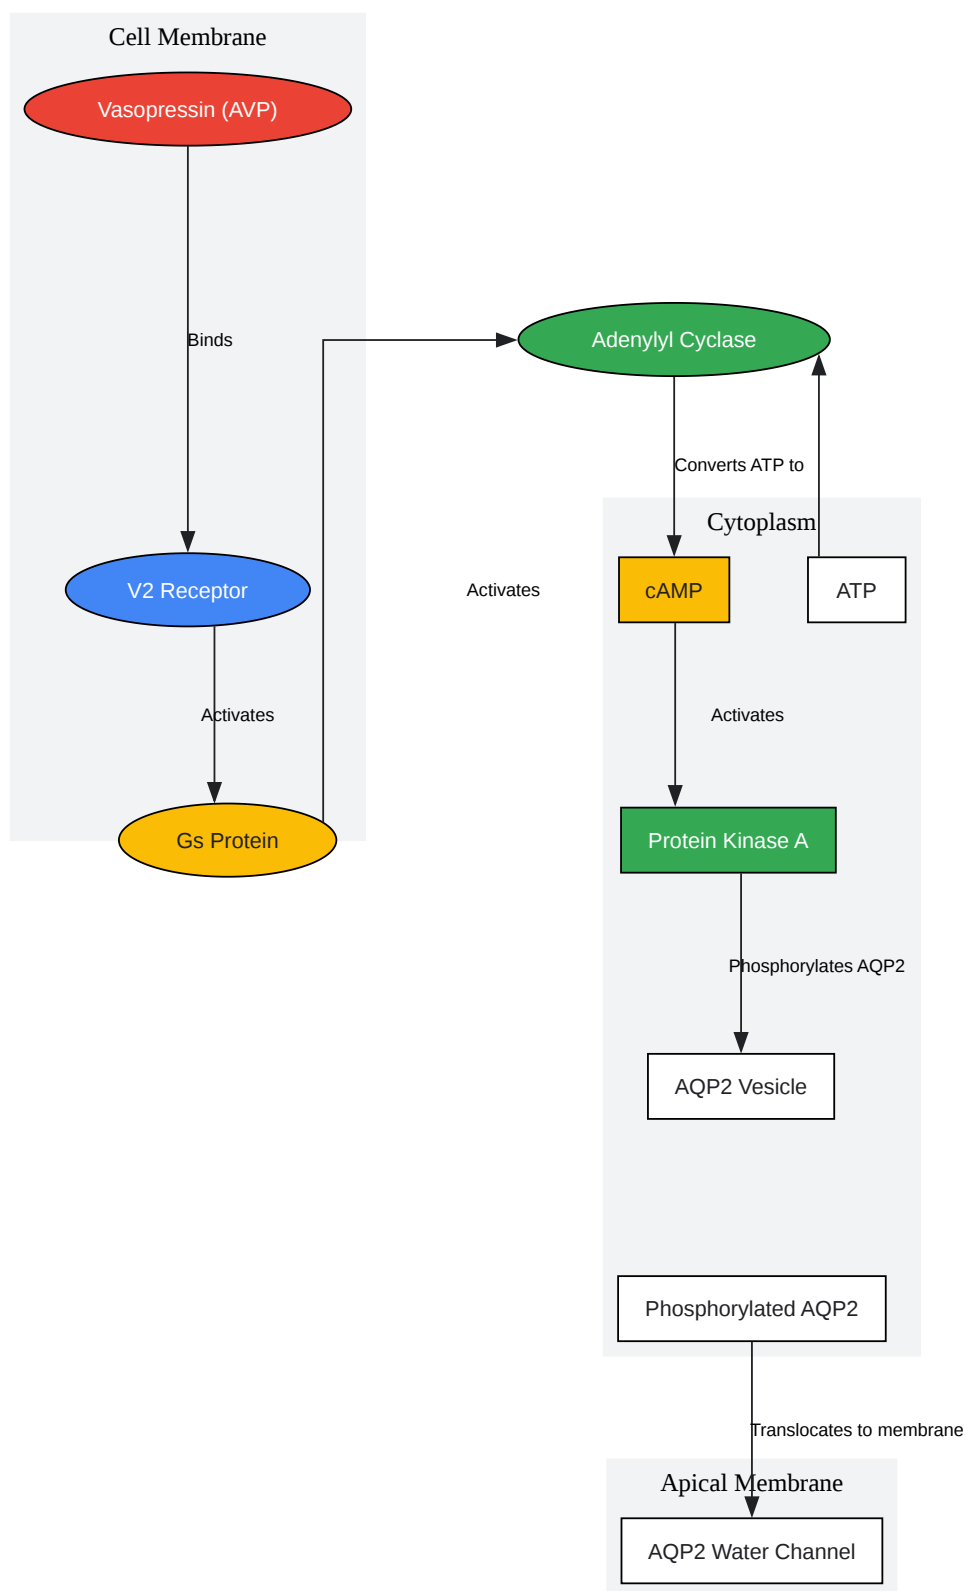 Cell Membrane
Vasopressin (AVP)
Binds
Adenylyl Cyclase
Converts ATP to
Cytoplasm
V2 Receptor
Activates
cAMP
ATP
Activates
Activates
Gs Protein
Protein Kinase A
Phosphorylates AQP2
AQP2 Vesicle
Phosphorylated AQP2
Translocates to membrane
Apical Membrane
AQP2 Water Channel